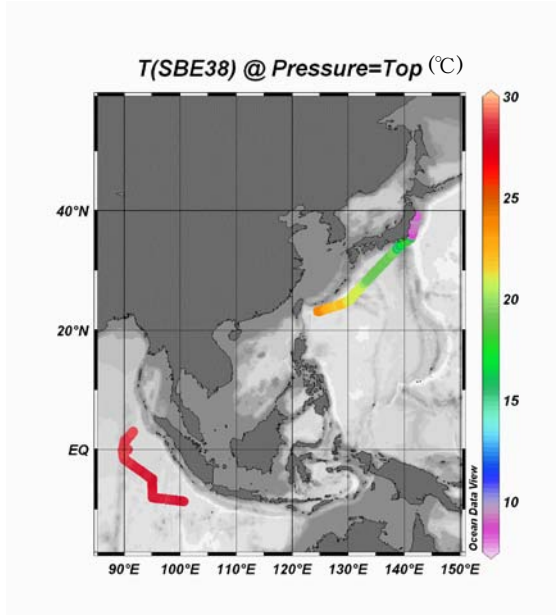 T(SBE38) @ Pressure=Top (℃)
30
25
20
15
10
40°N
20°N
EQ
90°E 100°E 110°E 120°E 130°E 140°E 150°E
Ocean Data View